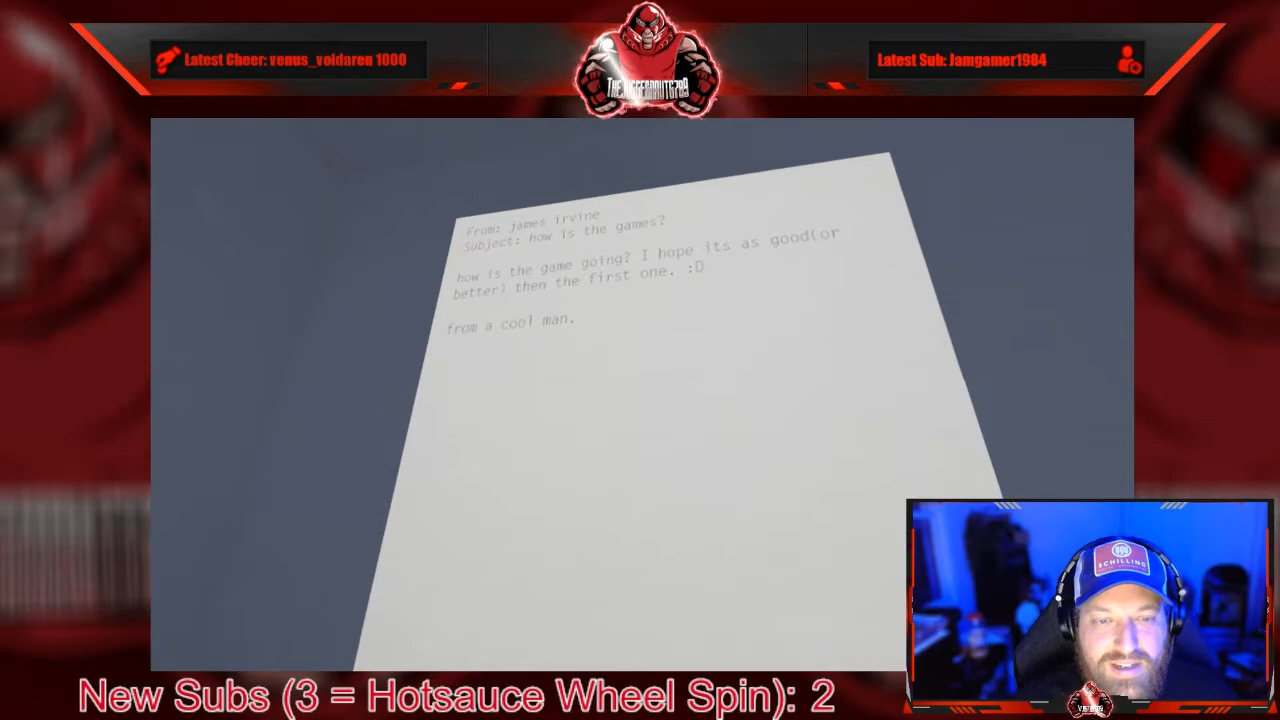 Latest Cheer: venus_voldaren 1000
THEJUGGERNAUT6789
Latest Sub: Jamgamer1984
From: james irvine
Subject: how is the games?
how is the game going? I hope its as good(or
better) then the first one. :D
from a cool man.
SCHILLING
New Subs (3 = Hotsauce Wheel Spin): 2